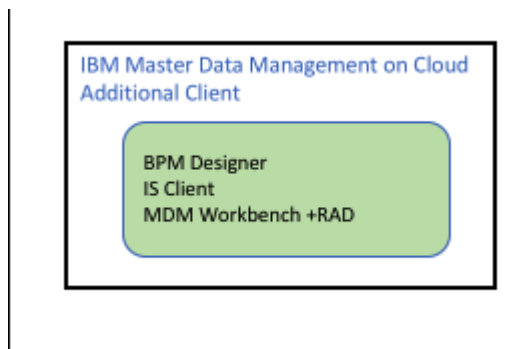 IBM Master Data Management on Cloud
Additional Client
BPM Designer
IS Client
MDM Workbench +RAD